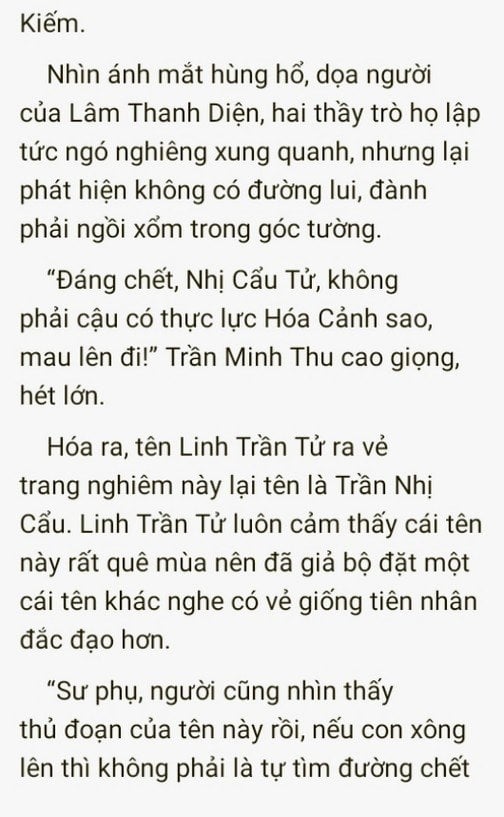 Kiếm.
Nhìn ánh mắt hùng hổ, dọa người
của Lâm Thanh Diện, hai thầy trò họ lập
tức ngó nghiêng xung quanh, nhưng lại
phát hiện không có đường lui, đành
phải ngồi xổm trong góc tường.
“Đáng chết, Nhị Cẩu Tử, không
phải cậu có thực lực Hóa Cảnh sao,
mau lên đi!” Trần Minh Thu cao giọng,
hét lớn.
Hóa ra, tên Linh Trần Tử ra vẻ
trang nghiêm này lại tên là Trần Nhị
Cẩu. Linh Trần Tử luôn cảm thấy cái tên
này rất quê mùa nên đã giả bộ đặt một
cái tên khác nghe có vẻ giống tiên nhân
đắc đạo hơn.
“Sư phụ, người cũng nhìn thấy
thủ đoạn của tên này rồi, nếu con xông
lên thì không phải là tự tìm đường chết